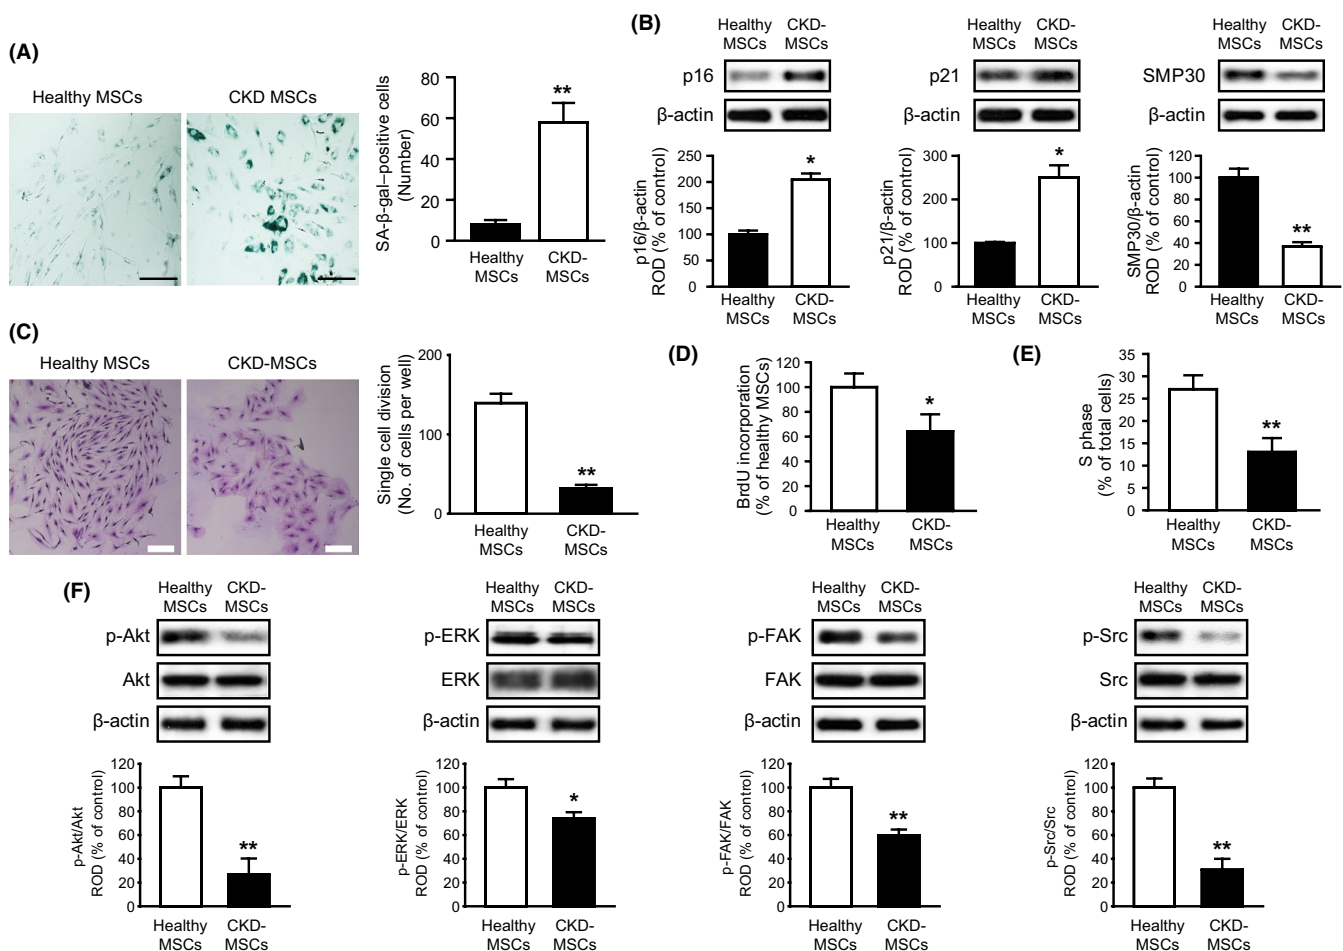 (A)
Healthy MSCs
CKD MSCs
SA-β-gal–positive cells
(Number)
80
60
40
20
0
**
Healthy
MSCs
CKD-
MSCs
(B)
Healthy
MSCs
CKD-
MSCs
p16
β-actin
p16/β-actin
ROD (% of control)
250
200
150
100
50
0
*
Healthy
MSCs
CKD-
MSCs
Healthy
MSCs
CKD-
MSCs
p21
β-actin
p21/β-actin
ROD (% of control)
300
200
100
0
*
Healthy
MSCs
CKD-
MSCs
Healthy
MSCs
CKD-
MSCs
SMP30
β-actin
SMP30/β-actin
ROD (% of control)
120
100
80
60
40
20
0
**
Healthy
MSCs
CKD-
MSCs
(C)
Healthy MSCs
CKD-MSCs
Single cell division
(No. of cells per well)
200
100
0
**
Healthy
MSCs
CKD-
MSCs
(D)
BrdU incorporation
(% of healthy MSCs)
120
100
80
60
40
20
0
*
Healthy
MSCs
CKD-
MSCs
(E)
S phase
(% of total cells)
35
30
25
20
15
10
5
0
**
Healthy
MSCs
CKD-
MSCs
(F)
Healthy
MSCs
CKD-
MSCs
p-Akt
Akt
β-actin
p-Akt/Akt
ROD (% of control)
120
100
80
60
40
20
0
**
Healthy
MSCs
CKD-
MSCs
Healthy
MSCs
CKD-
MSCs
p-ERK
ERK
β-actin
p-ERK/ERK
ROD (% of control)
120
100
80
60
40
20
0
*
Healthy
MSCs
CKD-
MSCs
Healthy
MSCs
CKD-
MSCs
p-FAK
FAK
β-actin
p-FAK/FAK
ROD (% of control)
120
100
80
60
40
20
0
**
Healthy
MSCs
CKD-
MSCs
Healthy
MSCs
CKD-
MSCs
p-Src
Src
β-actin
p-Src/Src
ROD (% of control)
120
100
80
60
40
20
0
**
Healthy
MSCs
CKD-
MSCs